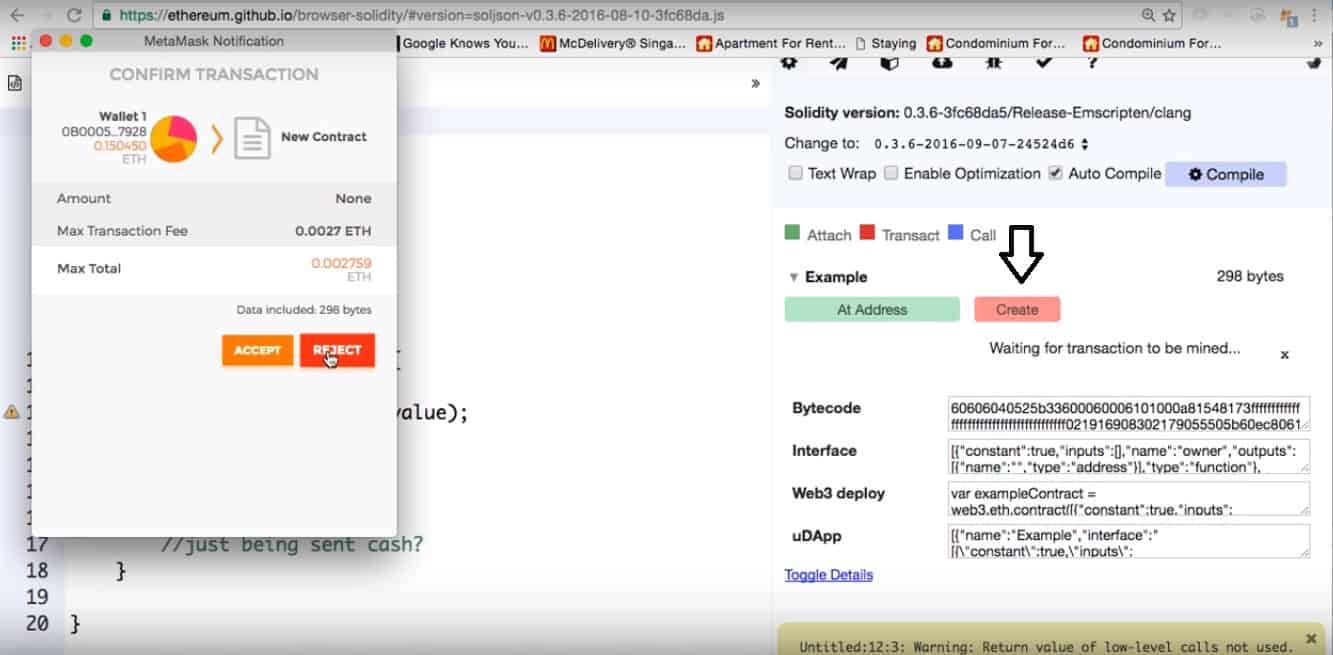 https://ethereum.github.io/browser-solidity/#version=soljson-v0.3.6-2016-08-10-3fc68da.js
MetaMask Notification
Google Knows You...
McDelivery® Singa...
Apartment For Rent...
Staying
Condominium For...
Condominium For...
»
CONFIRM TRANSACTION
Wallet 1
0B0005...7928
0.150450
ETH
New Contract
Amount None
Max Transaction Fee 0.0027 ETH
Max Total 0.002759
ETH
Data included: 298 bytes
ACCEPT REJECT
{
value);
17 //just being sent cash?
18 }
19
20 }
»
?
Solidity version: 0.3.6-3fc68da5/Release-Emscripten/clang
Change to: 0.3.6-2016-09-07-24524d6
Text Wrap Enable Optimization Auto Compile Compile
Attach Transact Call
Example 298 bytes
At Address Create
Waiting for transaction to be mined... x
Bytecode
60606040525b33600060006101000a81548173ffffffffffff
ffffffffffffffffffffffffffff021916908302179055505b60ec8061
Interface
[{"constant":true,"inputs":[],"name":"owner","outputs":
[{"name":"","type":"address"}],"type":"function"},
Web3 deploy
var exampleContract =
web3.eth.contract([{"constant":true,"inputs":
uDApp
[{"name":"Example","interface":"
[{\"constant\":true,\"inputs\":
Toggle Details
Untitled:12:3: Warning: Return value of low-level calls not used.